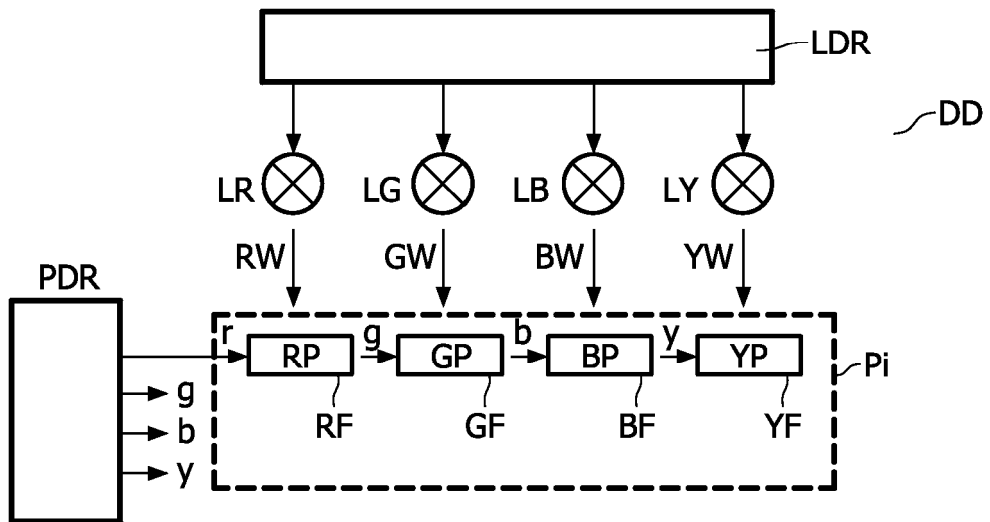 LDR
DD
LR LG LB LY
RW GW BW YW
PDR
r RP g GP b BP y YP
Pi
g
RF GF BF YF
b
y